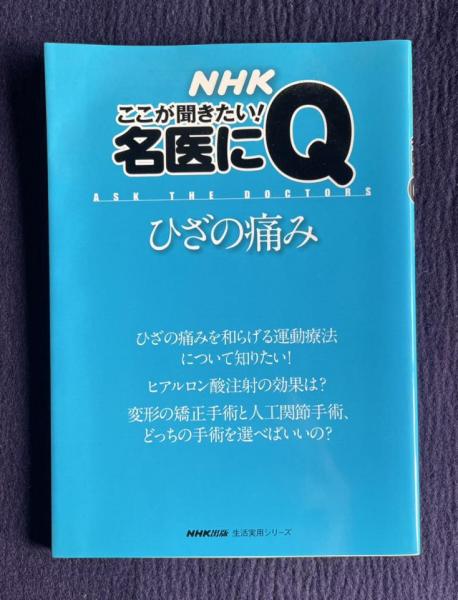 NHK
ここが聞きたい!
名医にQ
ASK THE DOCTORS
ひざの痛み
ひざの痛みを和らげる運動療法
について知りたい!
ヒアルロン酸注射の効果は?
変形の矯正手術と人工関節手術、
どっちの手術を選べばいいの?
NHK出版 生活実用シリーズ